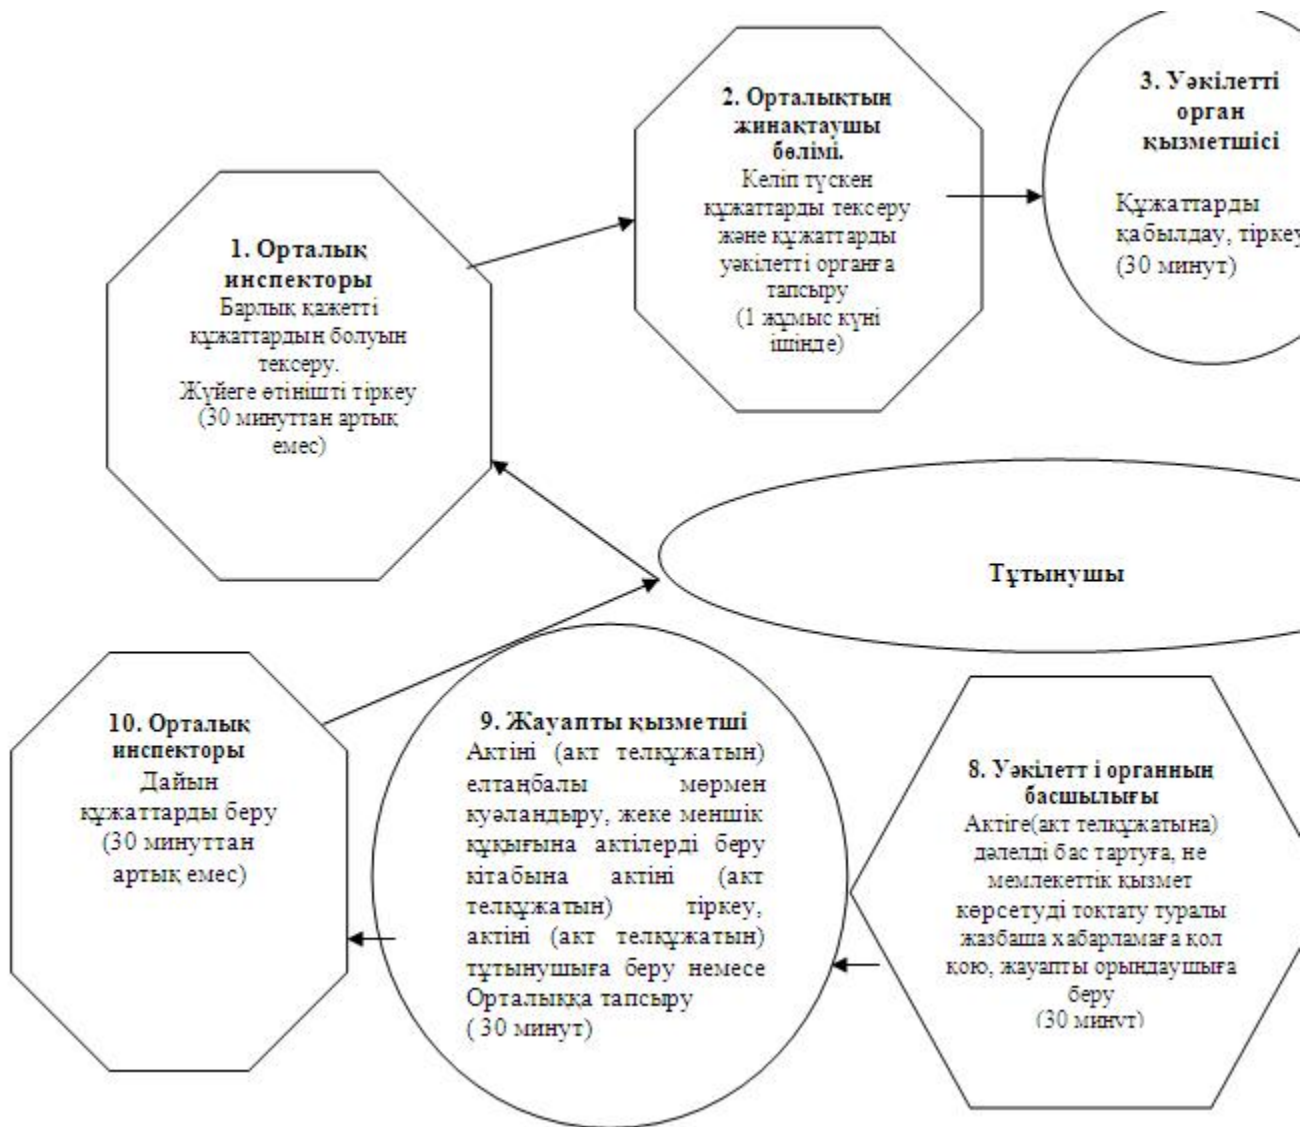 1. Орталық
инспекторы
Барлық қажетті
құжаттардың болуын
тексеру.
Жүйеге өтінішті тіркеу
(30 минуттан артық
емес)
2. Орталықтың
жинақтаушы
бөлімі.
Келіп түскен
құжаттарды тексеру
және құжаттарды
уәкілетті органға
тапсыру
(1 жұмыс күні
ішінде)
3. Уәкілетті
орган
қызметшісі
Құжаттарды
қабылдау, тіркеу
(30 минут)
Тұтынушы
10. Орталық
инспекторы
Дайын
құжаттарды беру
(30 минуттан
артық емес)
9. Жауапты қызметші
Актіні (акт телқұжатын)
елтаңбалы мөрмен
куәландыру, жеке меншік
құқығына актілерді беру
кітабына актіні (акт
телқұжатын) тіркеу,
актіні (акт телқұжатын)
тұтынушыға беру немесе
Орталыққа тапсыру
( 30 минут)
8. Уәкілетт і органның
басшылығы
Актіге(акт телқұжатына)
дәлелді бас тартуға, не
мемлекеттік қызмет
көрсетуді тоқтату туралы
жазбаша хабарламаға қол
қою, жауапты орындаушыға
беру
(30 минут)